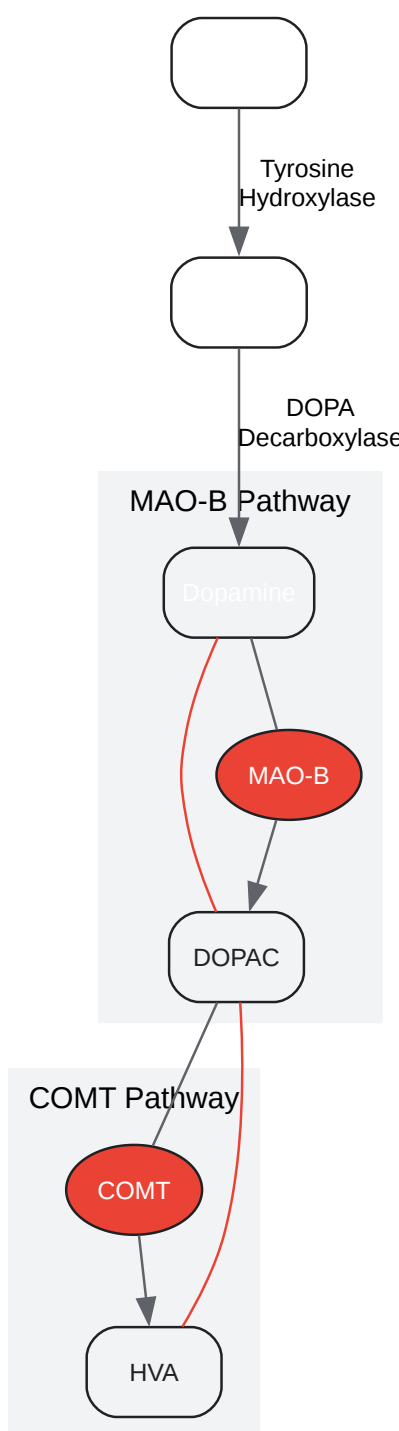 Tyrosine
Hydroxylase
DOPA
Decarboxylase
MAO-B Pathway
Dopamine
MAO-B
DOPAC
COMT Pathway
COMT
HVA